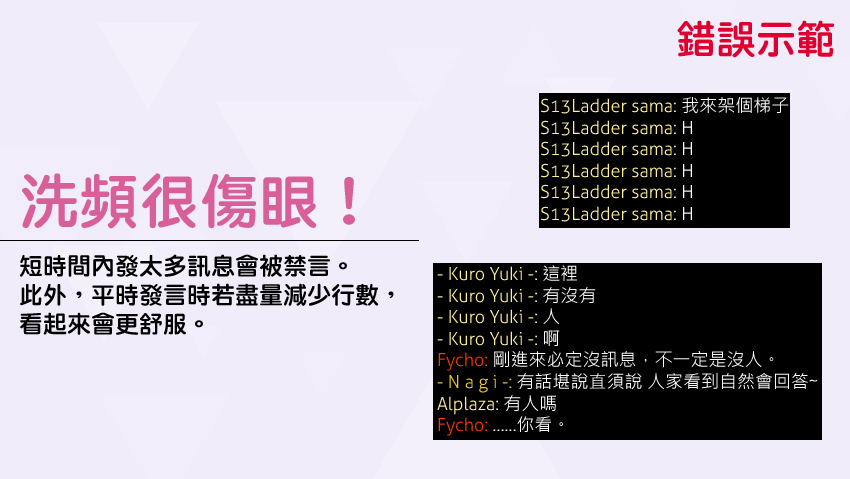 錯誤示範
洗頻很傷眼！
短時間內發太多訊息會被禁言。
此外，平時發言時若盡量減少行數，
看起來會更舒服。
S13Ladder sama: 我來架個梯子
S13Ladder sama: H
S13Ladder sama: H
S13Ladder sama: H
S13Ladder sama: H
S13Ladder sama: H
- Kuro Yuki -: 這裡
- Kuro Yuki -: 有沒有
- Kuro Yuki -: 人
- Kuro Yuki -: 啊
Fycho: 剛進來必定沒訊息，不一定是沒人。
- N a g i -: 有話堪說直須說 人家看到自然會回答~
Alplaza: 有人嗎
Fycho: ......你看。